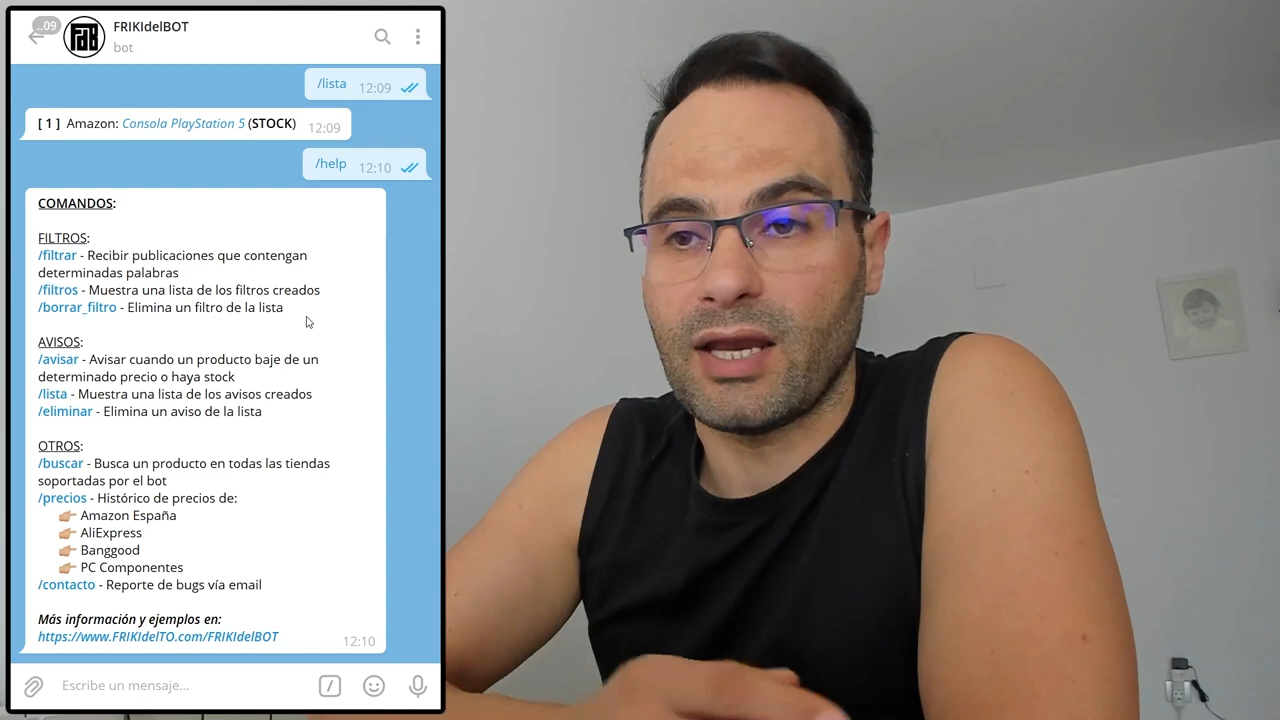 ..09
FRIKIdelBOT
bot
/lista 12:09
[ 1 ] Amazon: Consola PlayStation 5 (STOCK) 12:09
/help 12:10
COMANDOS:
FILTROS:
/filtrar - Recibir publicaciones que contengan
determinadas palabras
/filtros - Muestra una lista de los filtros creados
/borrar_filtro - Elimina un filtro de la lista
AVISOS:
/avisar - Avisar cuando un producto baje de un
determinado precio o haya stock
/lista - Muestra una lista de los avisos creados
/eliminar - Elimina un aviso de la lista
OTROS:
/buscar - Busca un producto en todas las tiendas
soportadas por el bot
/precios - Histórico de precios de:
👉🏼 Amazon España
👉🏼 AliExpress
👉🏼 Banggood
👉🏼 PC Componentes
/contacto - Reporte de bugs vía email
Más información y ejemplos en:
https://www.FRIKIdelTO.com/FRIKIdelBOT
12:10
Escribe un mensaje...